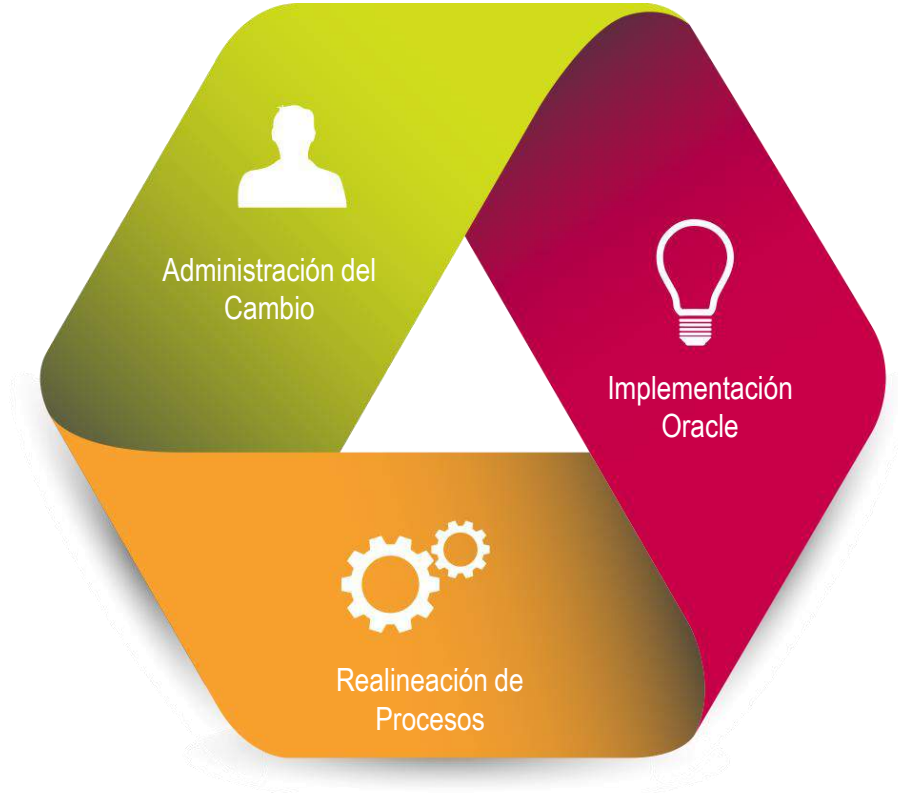 Administración del
Cambio
Implementación
Oracle
Realineación de
Procesos